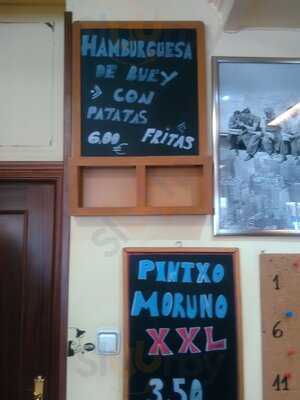 HAMBURGUESA
DE BUEY
CON
PATATAS
FRITAS
6.00 €
PINTXO
MORUNO
XXL
3.50
1
6
11